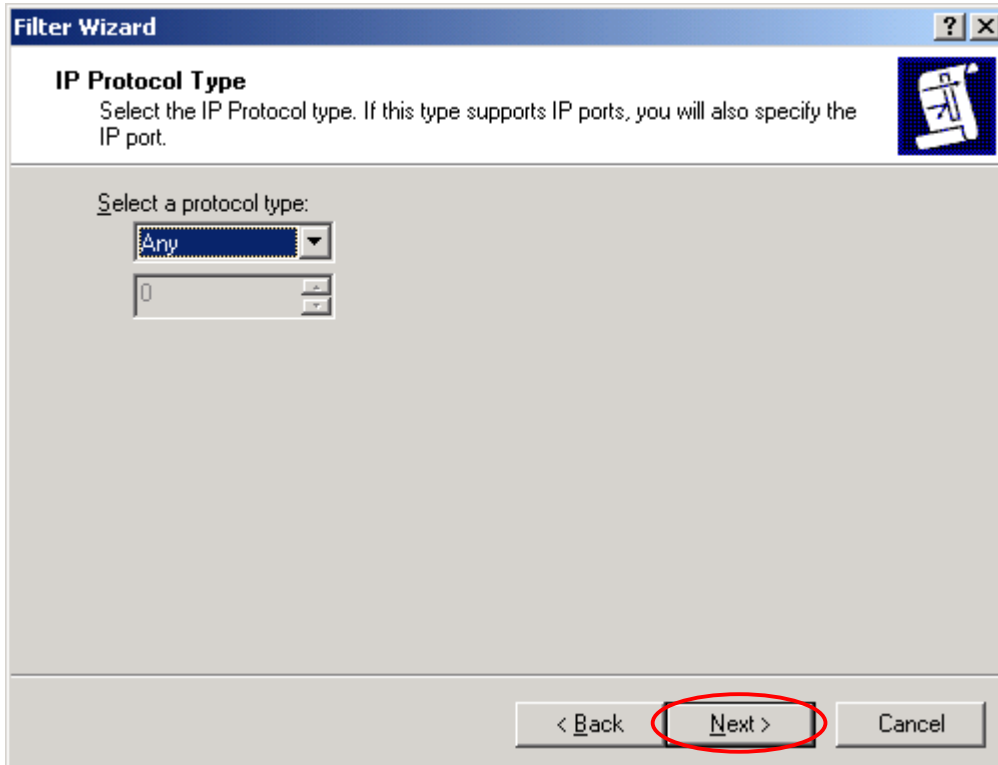 Filter Wizard
IP Protocol Type
Select the IP Protocol type. If this type supports IP ports, you will also specify the
IP port.
Select a protocol type:
Any
0
< Back Next > Cancel